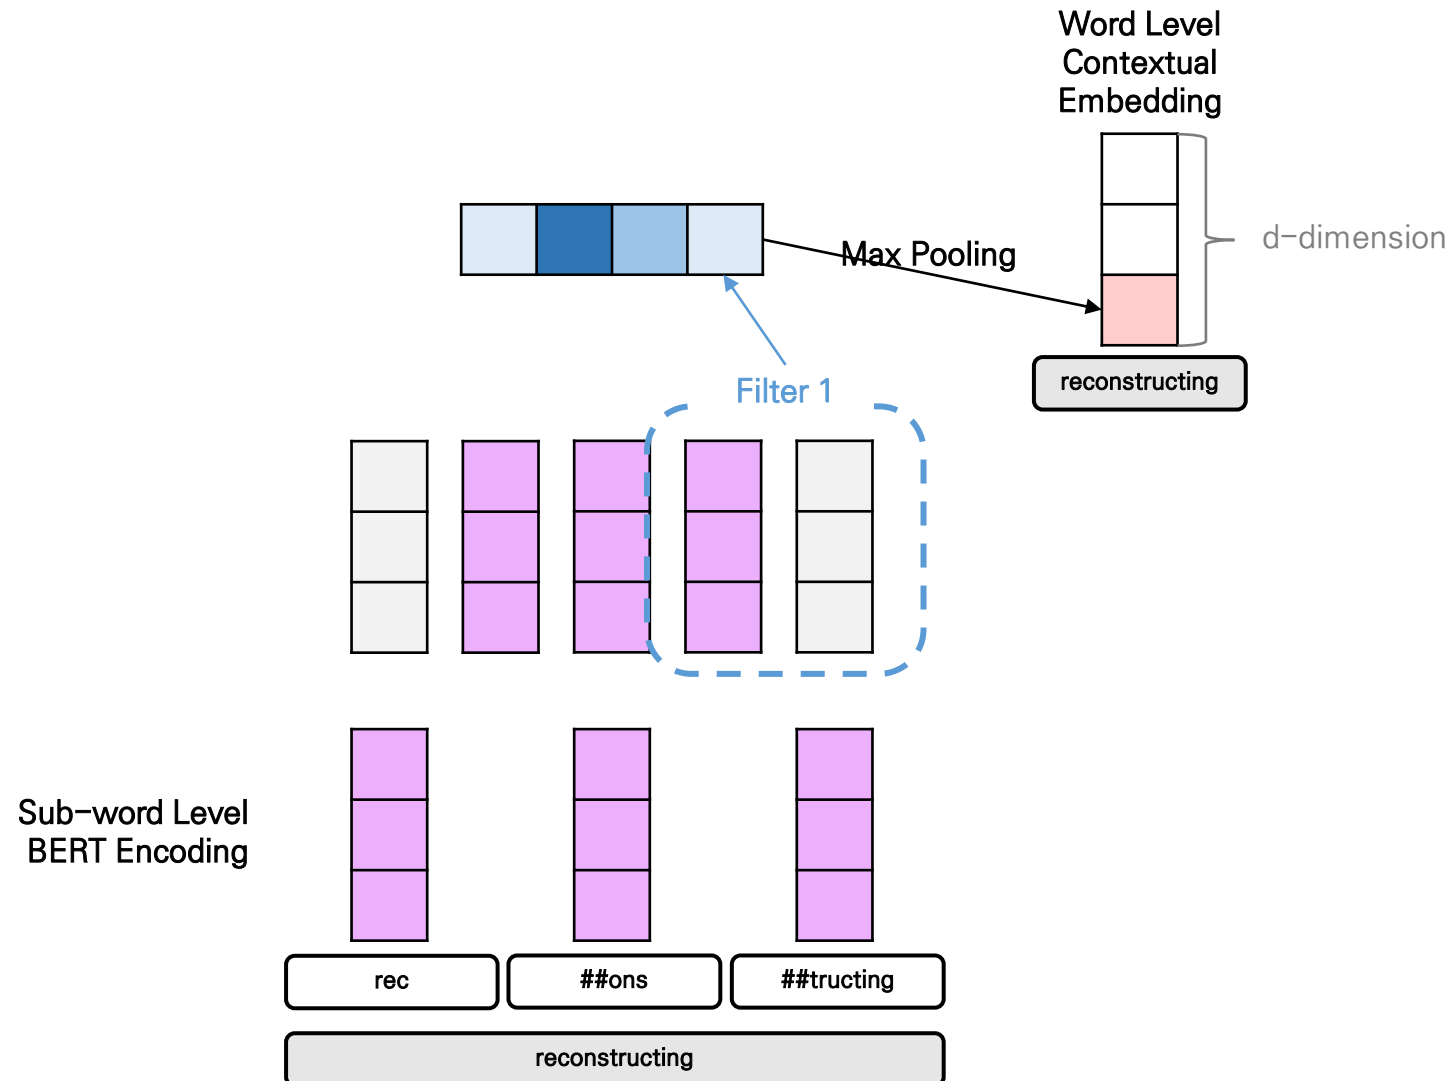 Word Level
Contextual
Embedding
d-dimension
Max Pooling
reconstructing
Filter 1
Sub-word Level
BERT Encoding
rec
##ons
##tructing
reconstructing